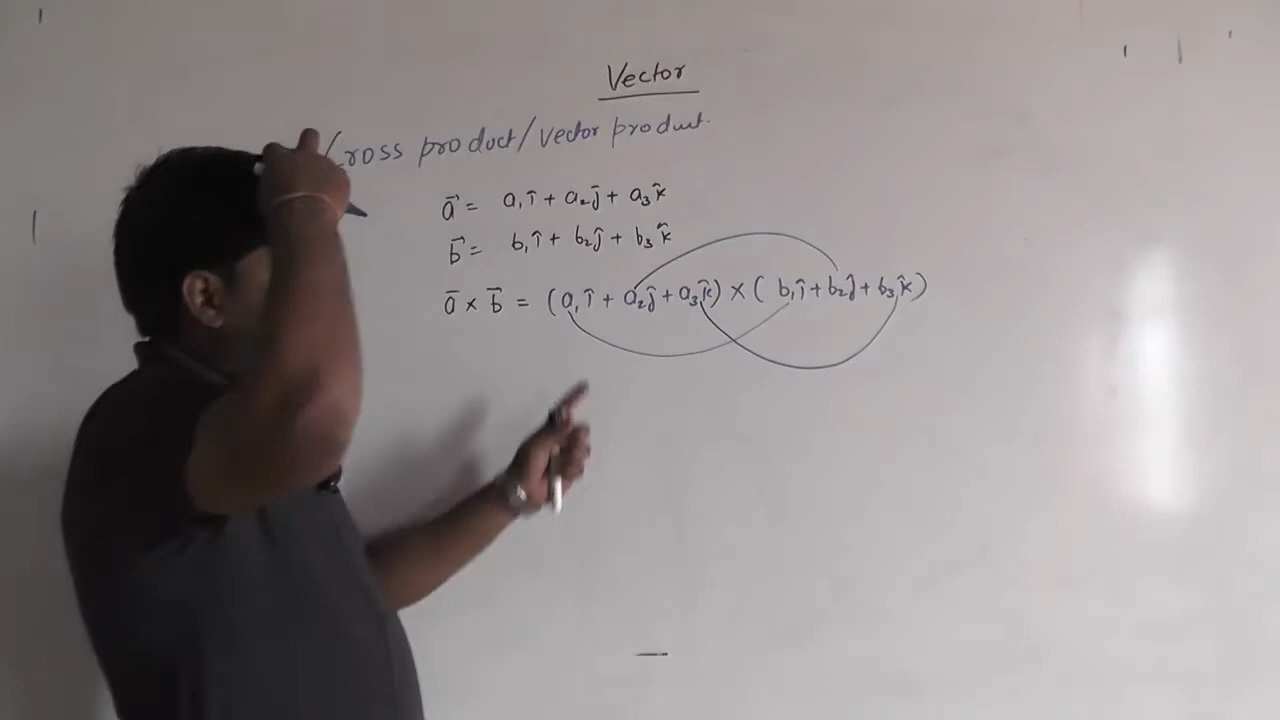 Vector
Cross product/Vector product.
a⃗ = a₁î + a₂ĵ + a₃k̂
b⃗ = b₁î + b₂ĵ + b₃k̂
a⃗ × b⃗ = (a₁î + a₂ĵ + a₃k̂) × (b₁î + b₂ĵ + b₃k̂)